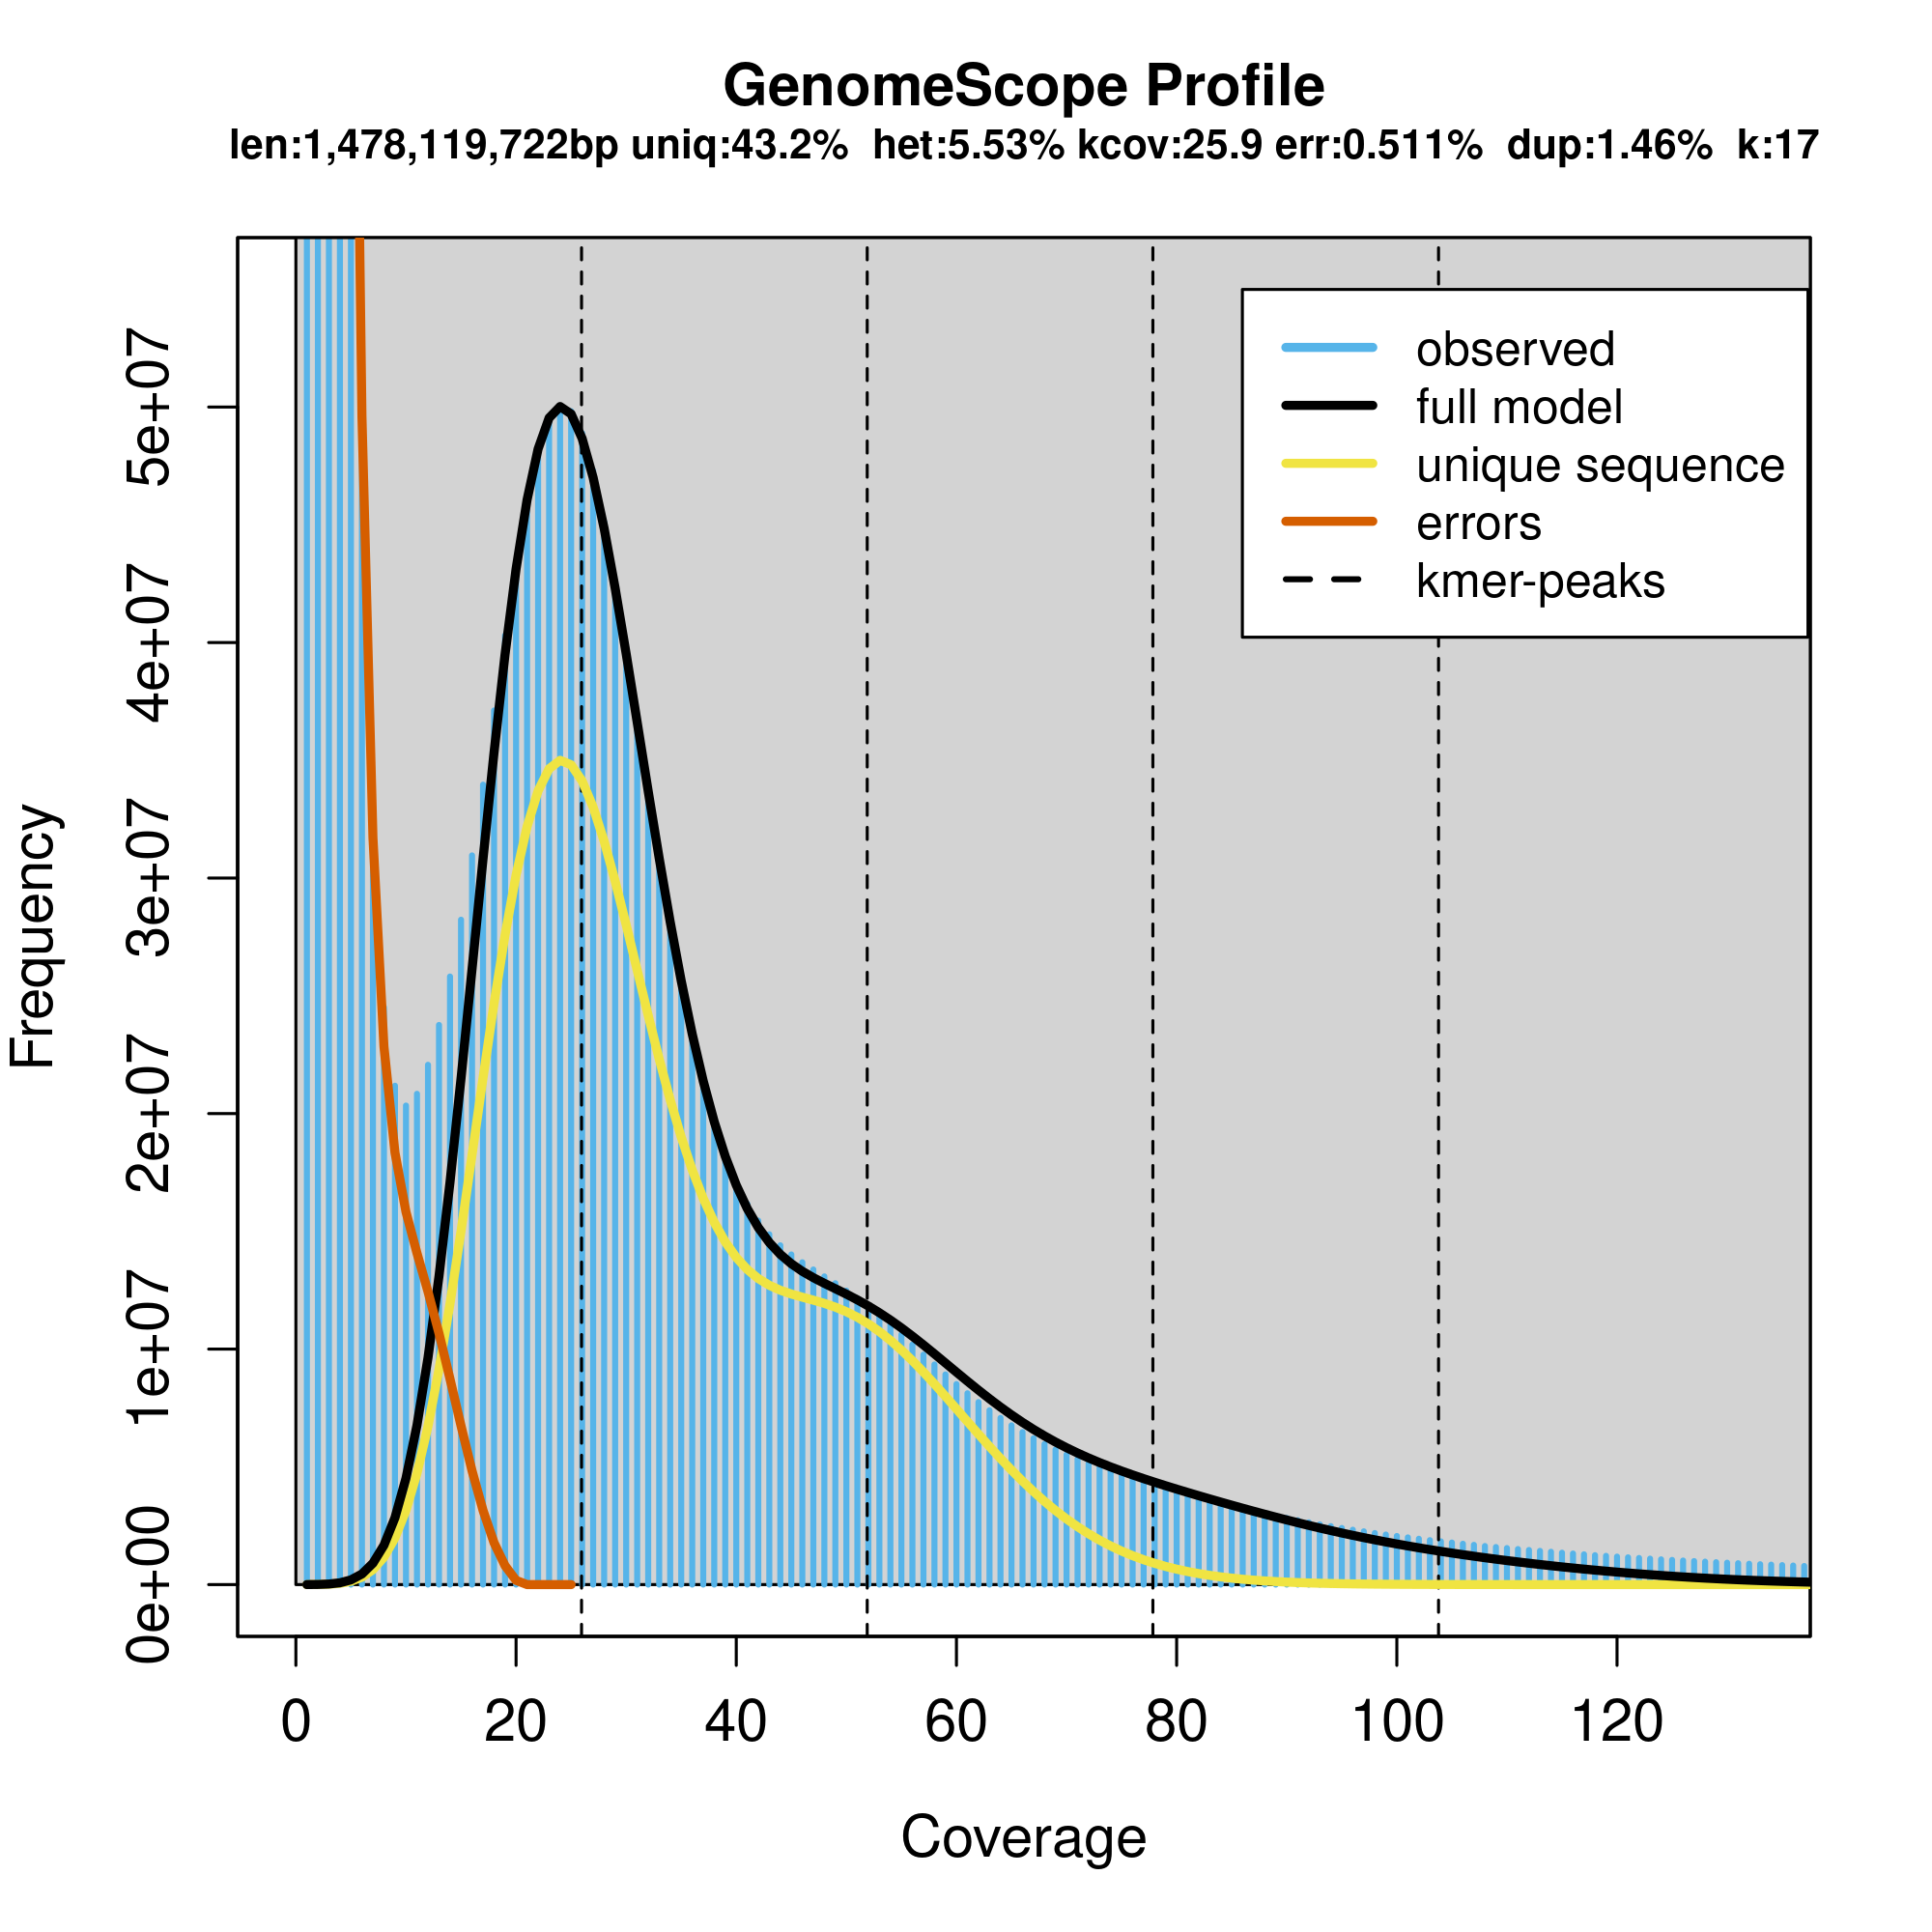 GenomeScope Profile
len:1,478,119,722bp uniq:43.2% het:5.53% kcov:25.9 err:0.511% dup:1.46% k:17
observed
full model
unique sequence
errors
kmer-peaks
Frequency
5e+07
4e+07
3e+07
2e+07
1e+07
0e+00
0 20 40 60 80 100 120
Coverage